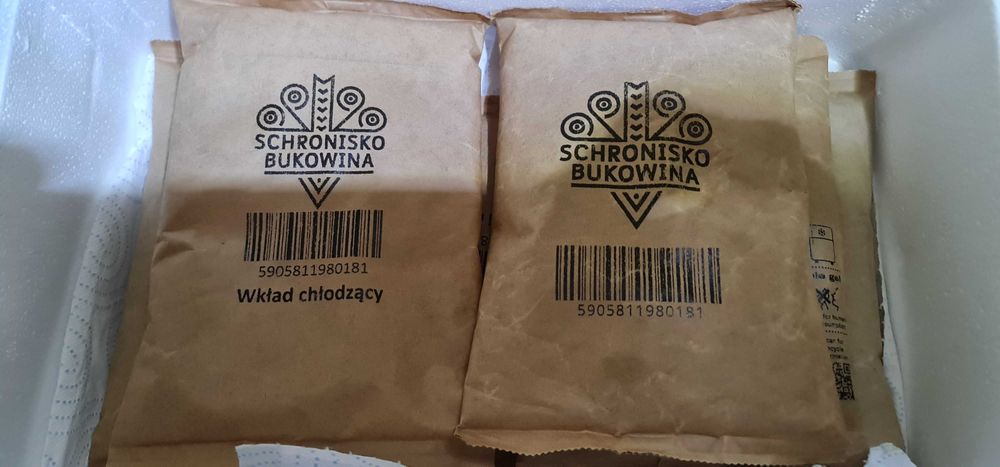 SCHRONISKO
BUKOWINA
5905811980181
Wkład chłodzący
SCHRONISKO
BUKOWINA
5905811980181